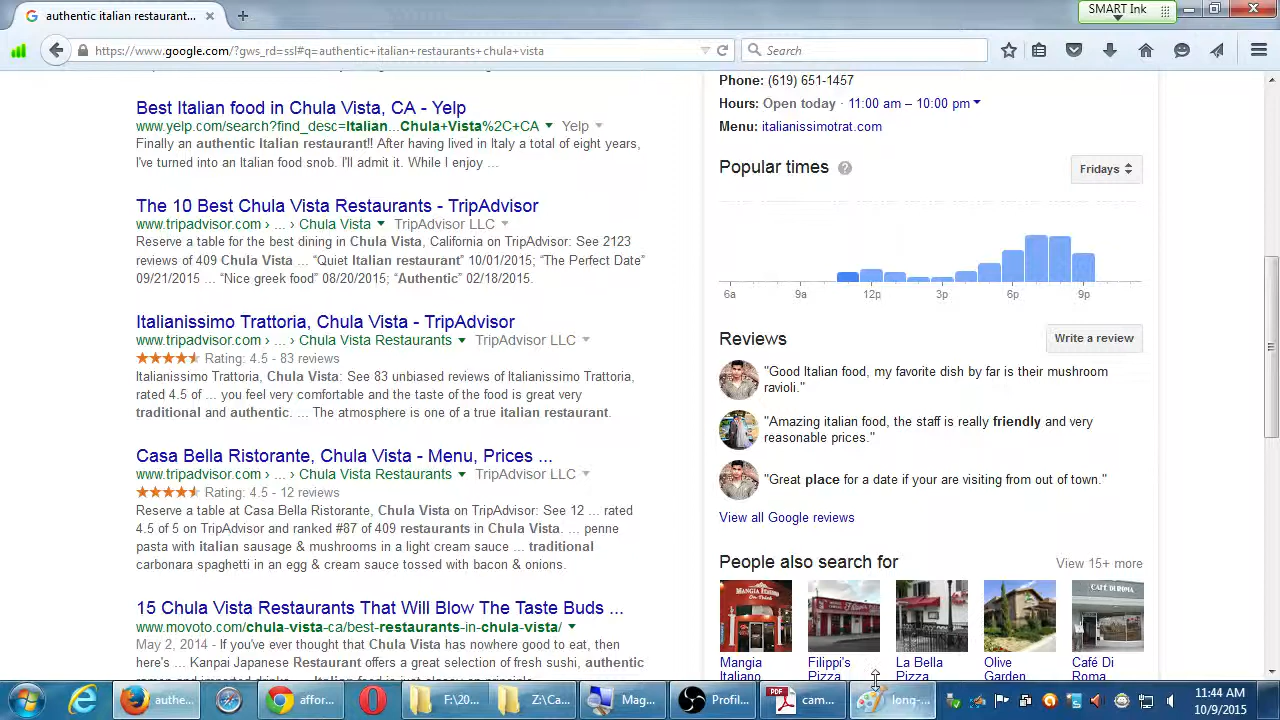 authentic italian restaurant...
SMART Ink
https://www.google.com/?gws_rd=ssl#q=authentic+italian+restaurants+chula+vista
Search
Best Italian food in Chula Vista, CA - Yelp
www.yelp.com/search?find_desc=Italian...Chula+Vista%2C+CA Yelp
Finally an authentic Italian restaurant!! After having lived in Italy a total of eight years,
I've turned into an Italian food snob. I'll admit it. While I enjoy ...
The 10 Best Chula Vista Restaurants - TripAdvisor
www.tripadvisor.com › ... › Chula Vista TripAdvisor LLC
Reserve a table for the best dining in Chula Vista, California on TripAdvisor: See 2123
reviews of 409 Chula Vista ... “Quiet Italian restaurant” 10/01/2015; “The Perfect Date”
09/21/2015 ... “Nice greek food” 08/20/2015; “Authentic” 02/18/2015.
Italianissimo Trattoria, Chula Vista - TripAdvisor
www.tripadvisor.com › ... › Chula Vista Restaurants TripAdvisor LLC
Rating: 4.5 - 83 reviews
Italianissimo Trattoria, Chula Vista: See 83 unbiased reviews of Italianissimo Trattoria,
rated 4.5 of ... you feel very comfortable and the taste of the food is great very
traditional and authentic. ... The atmosphere is one of a true italian restaurant.
Casa Bella Ristorante, Chula Vista - Menu, Prices ...
www.tripadvisor.com › ... › Chula Vista Restaurants TripAdvisor LLC
Rating: 4.5 - 12 reviews
Reserve a table at Casa Bella Ristorante, Chula Vista on TripAdvisor: See 12 ... rated
4.5 of 5 on TripAdvisor and ranked #87 of 409 restaurants in Chula Vista. ... penne
pasta with italian sausage & mushrooms in a light cream sauce ... traditional
carbonara spaghetti in an egg & cream sauce tossed with bacon & onions.
15 Chula Vista Restaurants That Will Blow The Taste Buds ...
www.movoto.com/chula-vista-ca/best-restaurants-in-chula-vista/
May 2, 2014 - If you've ever thought that Chula Vista has nowhere good to eat, then
here's ... Kanpai Japanese Restaurant offers a great selection of fresh sushi, authentic
Phone: (619) 651-1457
Hours: Open today · 11:00 am – 10:00 pm
Menu: italianissimotrat.com
Popular times ? Fridays
6a 9a 12p 3p 6p 9p
Reviews Write a review
"Good Italian food, my favorite dish by far is their mushroom
ravioli."
"Amazing italian food, the staff is really friendly and very
reasonable prices."
"Great place for a date if your are visiting from out of town."
View all Google reviews
People also search for View 15+ more
CAFÉ DI ROMA
Mangia Filippi's La Bella Olive Café Di
Italiano Pizza Pizza Garden Roma
authe... affor... F:\20... Z:\Ca... Mag... Profil... PDF cam... long-...
11:44 AM
10/9/2015